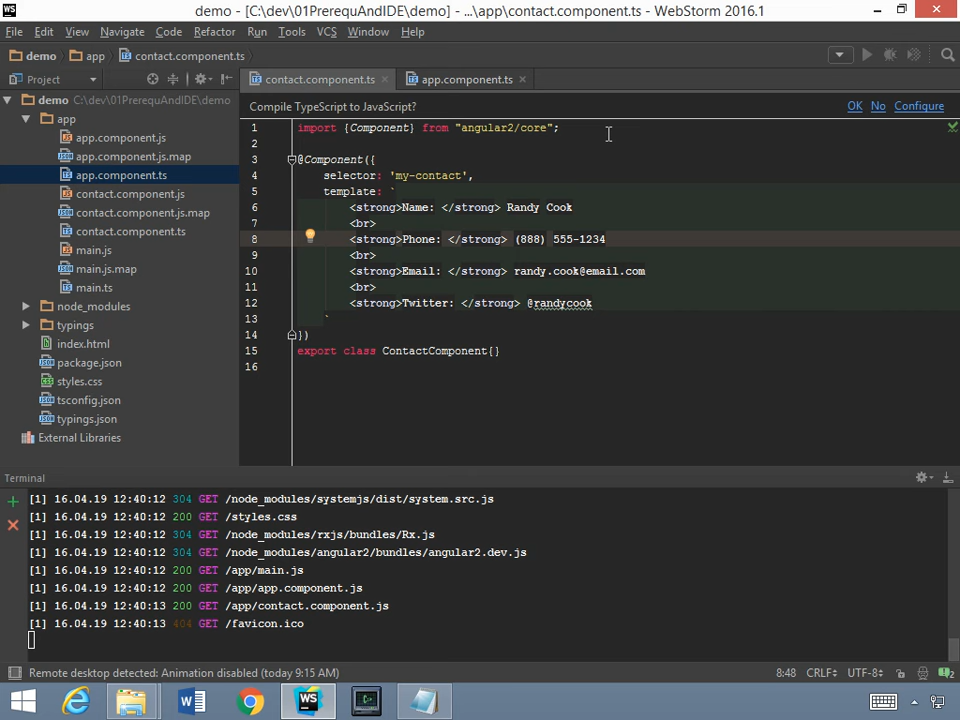 WS
demo - [C:\dev\01PrerequAndIDE\demo] - ...\app\contact.component.ts - WebStorm 2016.1
File Edit View Navigate Code Refactor Run Tools VCS Window Help
demo app contact.component.ts
Project contact.component.ts app.component.ts
demo C:\dev\01PrerequAndIDE\demo
app
app.component.js
app.component.js.map
app.component.ts
contact.component.js
contact.component.js.map
contact.component.ts
main.js
main.js.map
main.ts
node_modules
typings
index.html
package.json
styles.css
tsconfig.json
typings.json
External Libraries
Compile TypeScript to JavaScript? OK No Configure
1 import {Component} from "angular2/core";
2
3 @Component({
4 selector: 'my-contact',
5 template: `
6 <strong>Name: </strong> Randy Cook
7 <br>
8 <strong>Phone: </strong> (888) 555-1234
9 <br>
10 <strong>Email: </strong> randy.cook@email.com
11 <br>
12 <strong>Twitter: </strong> @randycook
13 `
14 })
15 export class ContactComponent{}
16
Terminal
[1] 16.04.19 12:40:12 304 GET /node_modules/systemjs/dist/system.src.js
[1] 16.04.19 12:40:12 200 GET /styles.css
[1] 16.04.19 12:40:12 304 GET /node_modules/rxjs/bundles/Rx.js
[1] 16.04.19 12:40:12 304 GET /node_modules/angular2/bundles/angular2.dev.js
[1] 16.04.19 12:40:12 200 GET /app/main.js
[1] 16.04.19 12:40:12 200 GET /app/app.component.js
[1] 16.04.19 12:40:13 200 GET /app/contact.component.js
[1] 16.04.19 12:40:13 404 GET /favicon.ico
Remote desktop detected: Animation disabled (today 9:15 AM) 8:48 CRLF UTF-8 2
WS